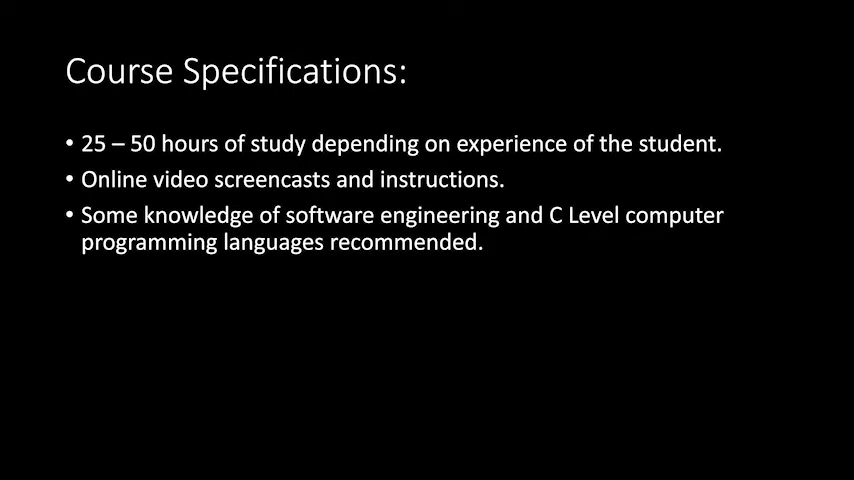 Course Specifications:
• 25 – 50 hours of study depending on experience of the student.
• Online video screencasts and instructions.
• Some knowledge of software engineering and C Level computer
programming languages recommended.